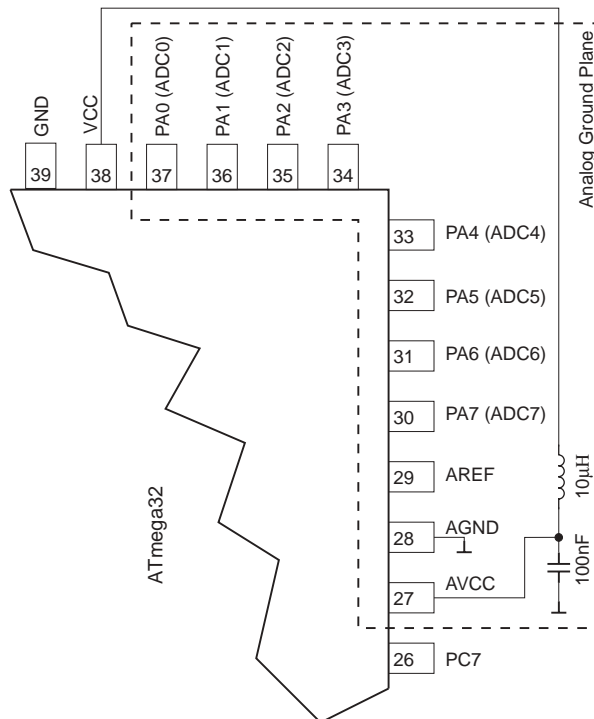 GND
VCC
PA0 (ADC0)
PA1 (ADC1)
PA2 (ADC2)
PA3 (ADC3)
Analog Ground Plane
39
38
37
36
35
34
33
PA4 (ADC4)
32
PA5 (ADC5)
31
PA6 (ADC6)
30
PA7 (ADC7)
29
AREF
10μH
28
AGND
100nF
ATmega32
27
AVCC
26
PC7